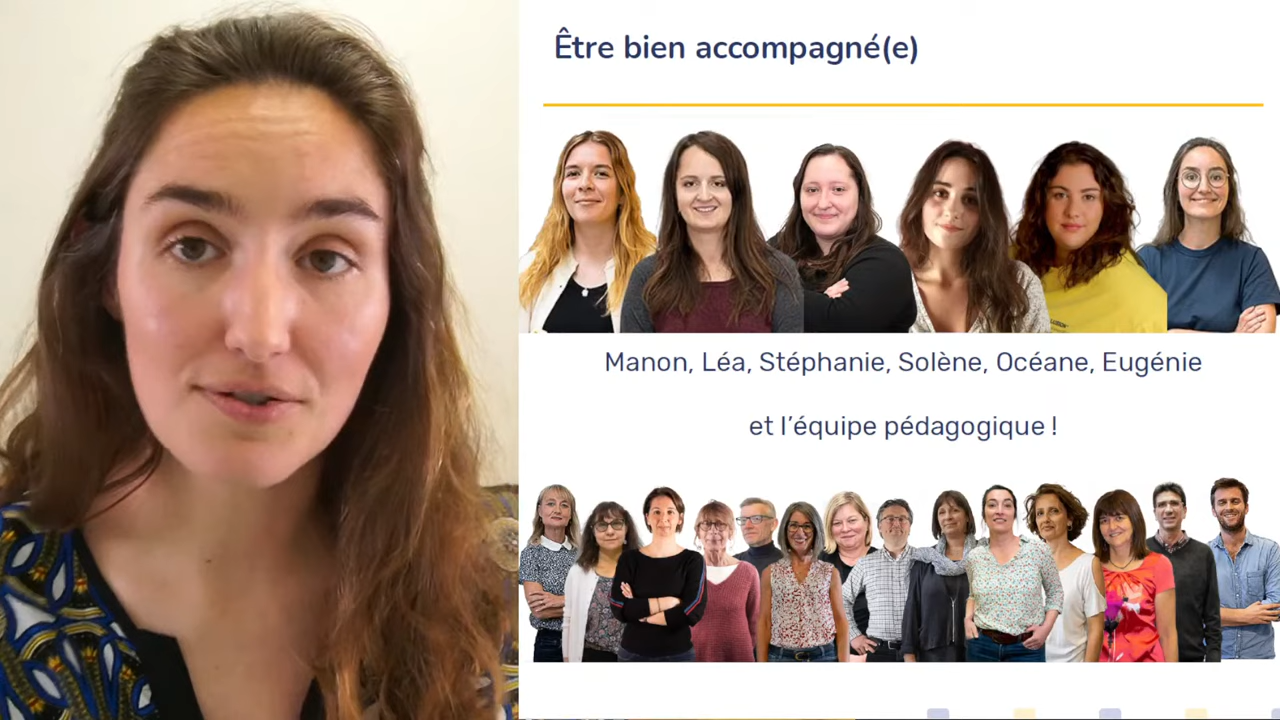 Être bien accompagné(e)
Manon, Léa, Stéphanie, Solène, Océane, Eugénie
et l'équipe pédagogique !